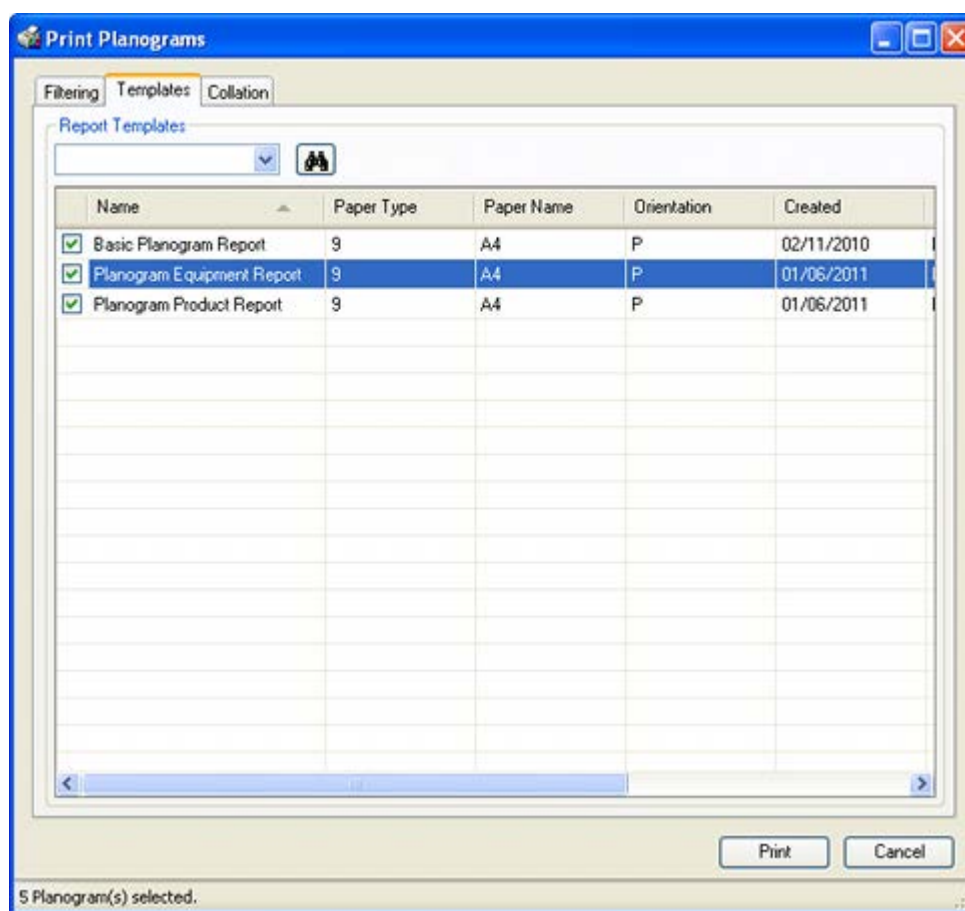 Print Planograms
Filtering Templates Collation
Report Templates
Name Paper Type Paper Name Orientation Created
Basic Planogram Report 9 A4 P 02/11/2010
Planogram Equipment Report 9 A4 P 01/06/2011
Planogram Product Report 9 A4 P 01/06/2011
Print Cancel
5 Planogram(s) selected.